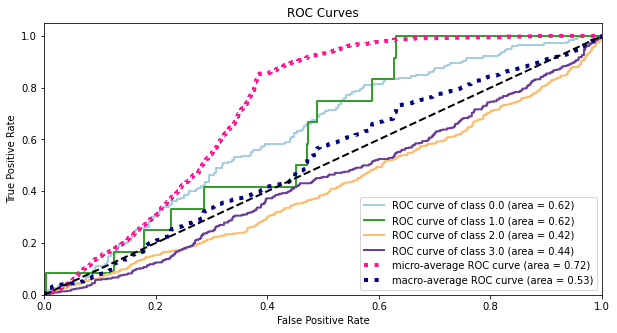 ROC Curves
True Positive Rate
1.0
0.8
0.6
0.4
0.2
0.0
ROC curve of class 0.0 (area = 0.62)
ROC curve of class 1.0 (area = 0.62)
ROC curve of class 2.0 (area = 0.42)
ROC curve of class 3.0 (area = 0.44)
micro-average ROC curve (area = 0.72)
macro-average ROC curve (area = 0.53)
0.0 0.2 0.4 0.6 0.8 1.0
False Positive Rate